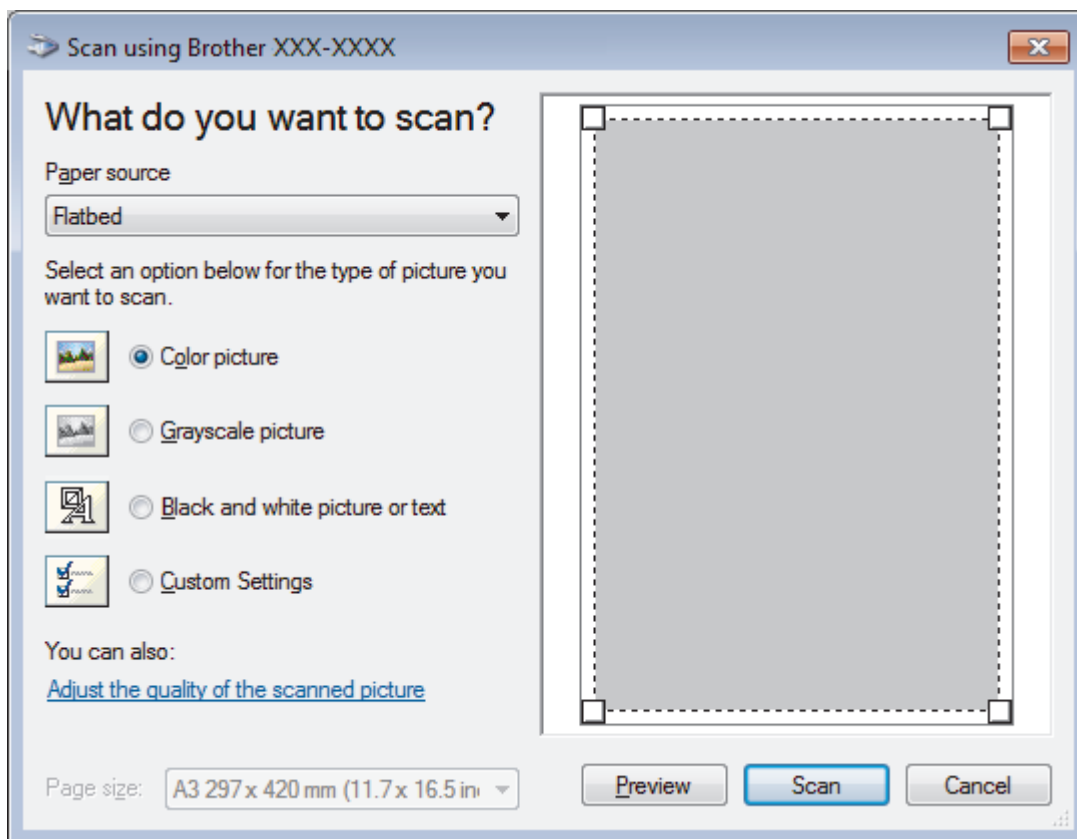 Scan using Brother XXX-XXXX
What do you want to scan?
Paper source
Flatbed
Select an option below for the type of picture you
want to scan.
Color picture
Grayscale picture
Black and white picture or text
Custom Settings
You can also:
Adjust the quality of the scanned picture
Page size: A3 297 x 420 mm (11.7 x 16.5 in
Preview Scan Cancel